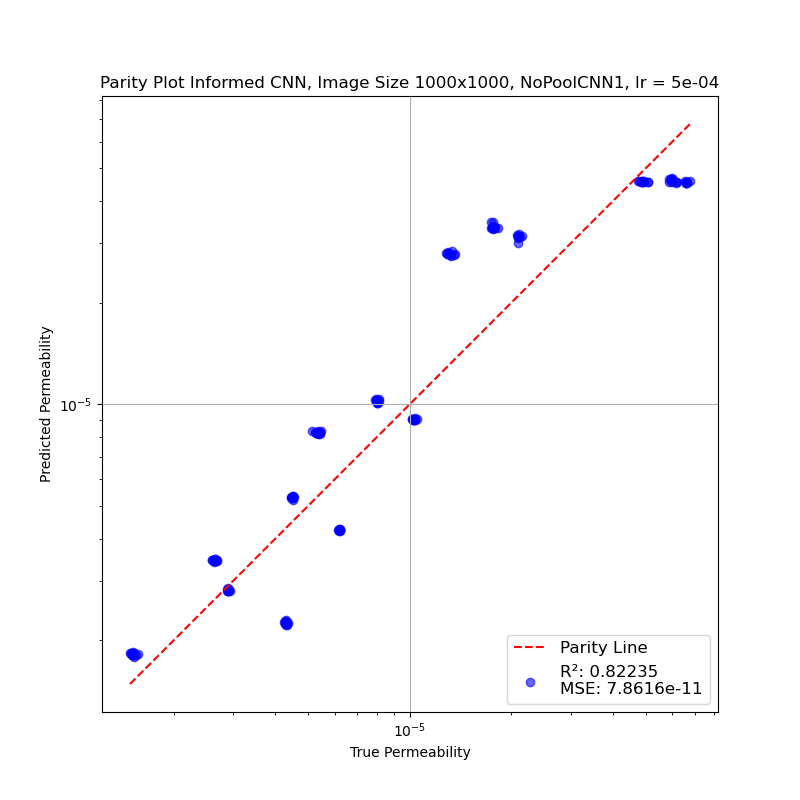 Parity Plot Informed CNN, Image Size 1000x1000, NoPoolCNN1, lr = 5e-04
Predicted Permeability
10⁻⁵
Parity Line
R²: 0.82235
MSE: 7.8616e-11
10⁻⁵
True Permeability